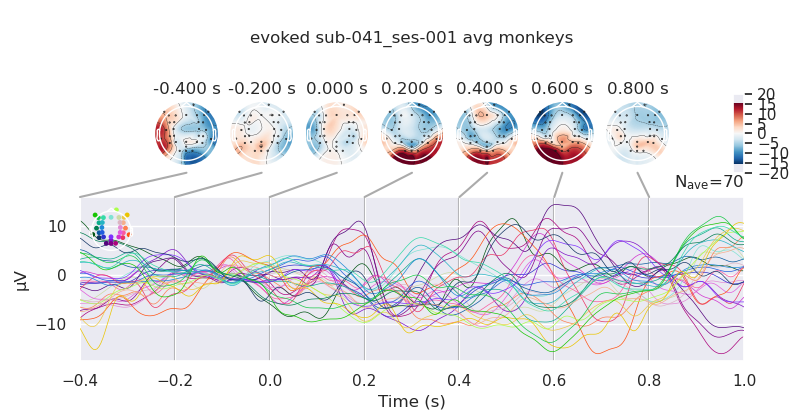 evoked sub-041_ses-001 avg monkeys
-0.400 s -0.200 s 0.000 s 0.200 s 0.400 s 0.600 s 0.800 s
20
15
10
5
0
−5
−10
−15
−20
Nave=70
10
0
−10
µV
−0.4 −0.2 0.0 0.2 0.4 0.6 0.8 1.0
Time (s)